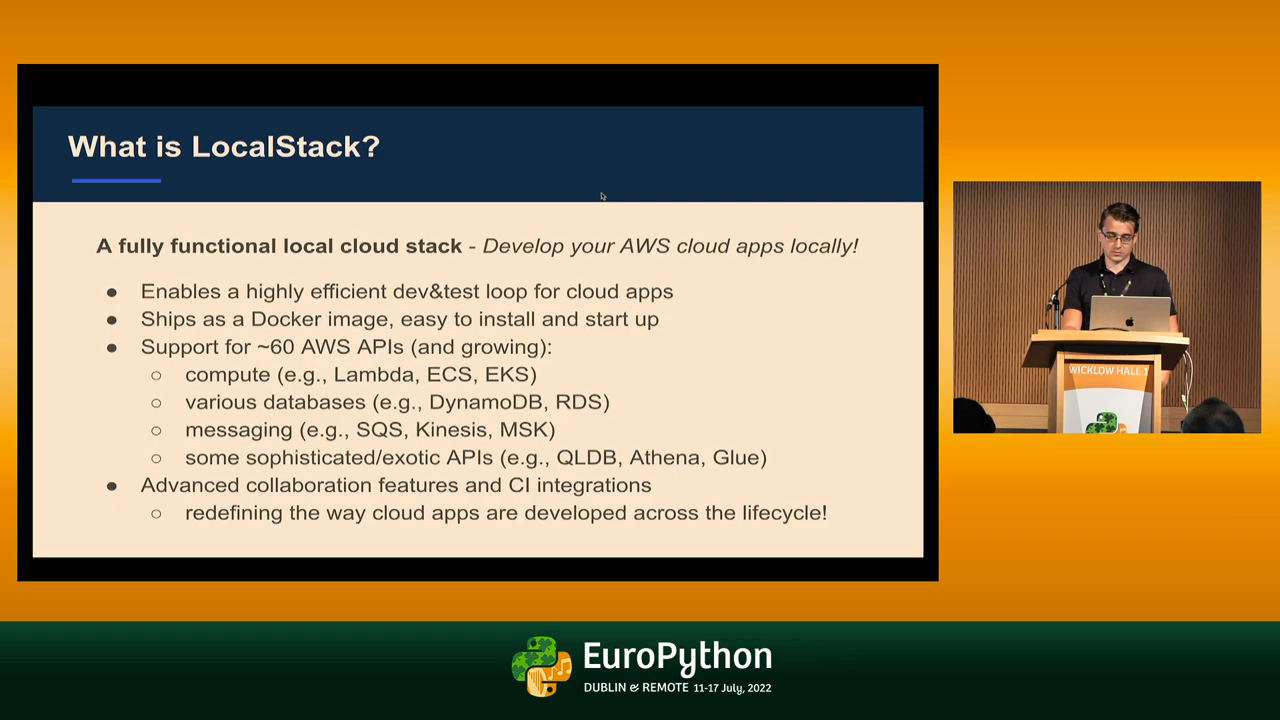 What is LocalStack?
A fully functional local cloud stack - Develop your AWS cloud apps locally!
● Enables a highly efficient dev&test loop for cloud apps
● Ships as a Docker image, easy to install and start up
● Support for ~60 AWS APIs (and growing):
○ compute (e.g., Lambda, ECS, EKS)
○ various databases (e.g., DynamoDB, RDS)
○ messaging (e.g., SQS, Kinesis, MSK)
○ some sophisticated/exotic APIs (e.g., QLDB, Athena, Glue)
● Advanced collaboration features and CI integrations
○ redefining the way cloud apps are developed across the lifecycle!
WICKLOW HALL 1
EuroPython
DUBLIN & REMOTE 11-17 July, 2022